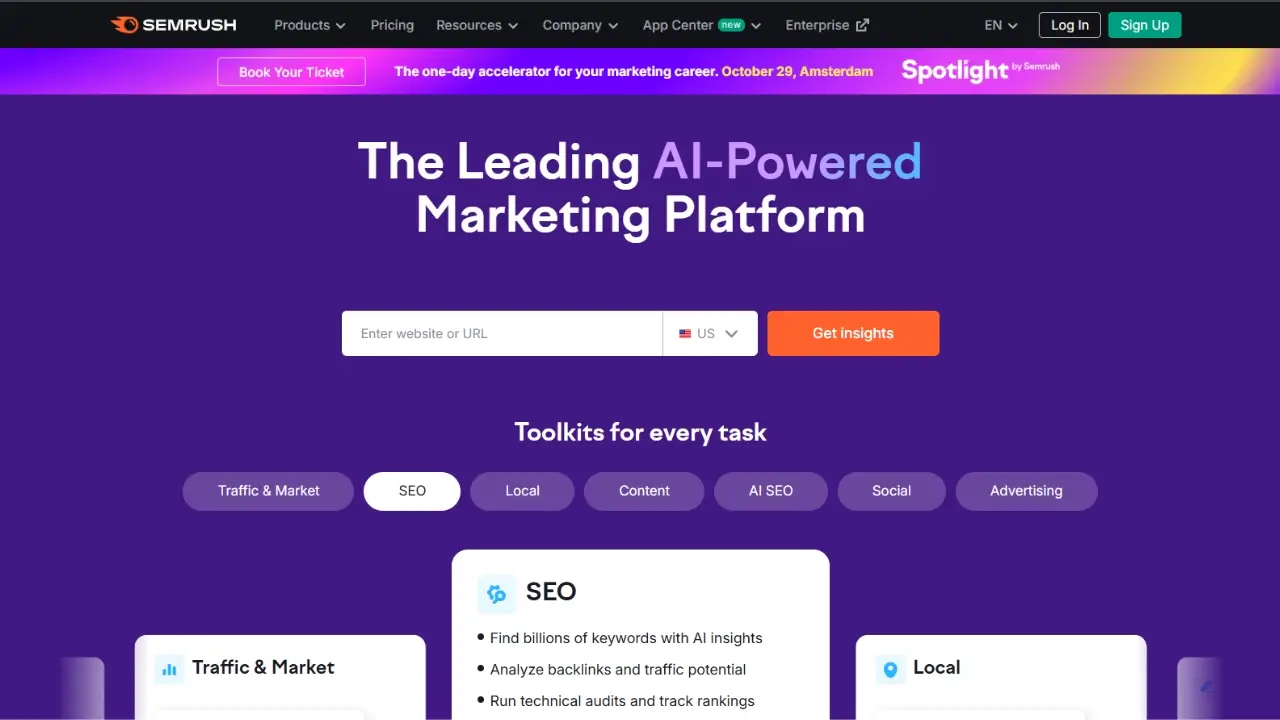 SEMRUSH Products Pricing Resources Company App Center new Enterprise EN Log In Sign Up
Book Your Ticket The one-day accelerator for your marketing career. October 29, Amsterdam Spotlight by Semrush
The Leading AI-Powered
Marketing Platform
Enter website or URL US Get insights
Toolkits for every task
Traffic & Market SEO Local Content AI SEO Social Advertising
SEO
• Find billions of keywords with AI insights
• Analyze backlinks and traffic potential
• Run technical audits and track rankings
Traffic & Market
Local